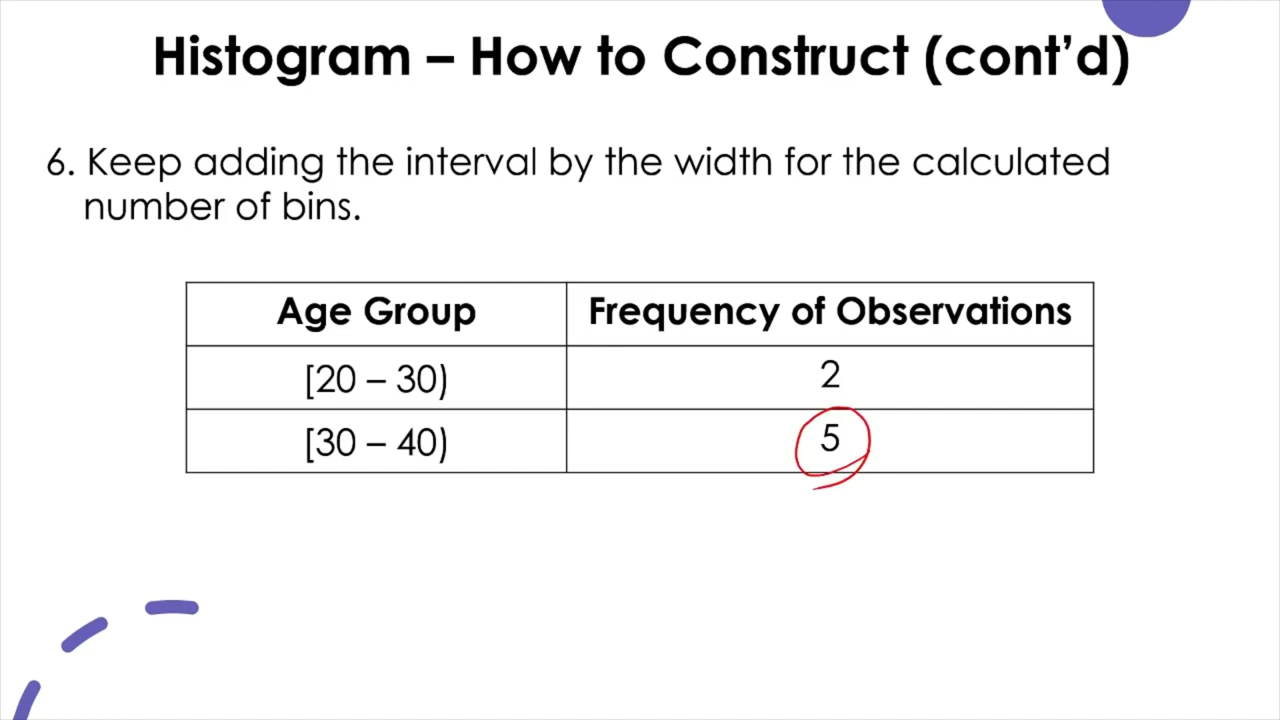 Histogram – How to Construct (cont’d)
6. Keep adding the interval by the width for the calculated
number of bins.
Age Group Frequency of Observations
[20 – 30) 2
[30 – 40) 5